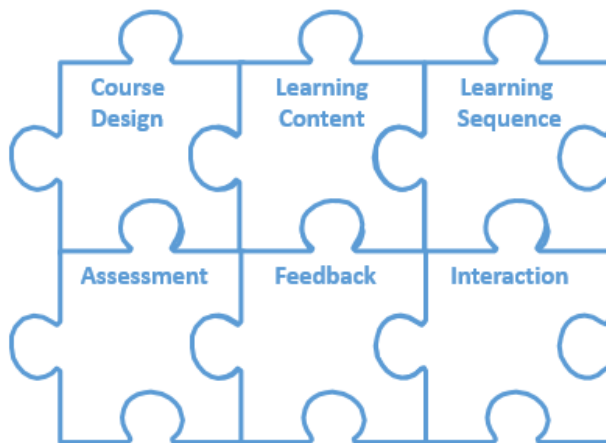 Course
Design
Learning
Content
Learning
Sequence
Assessment
Feedback
Interaction